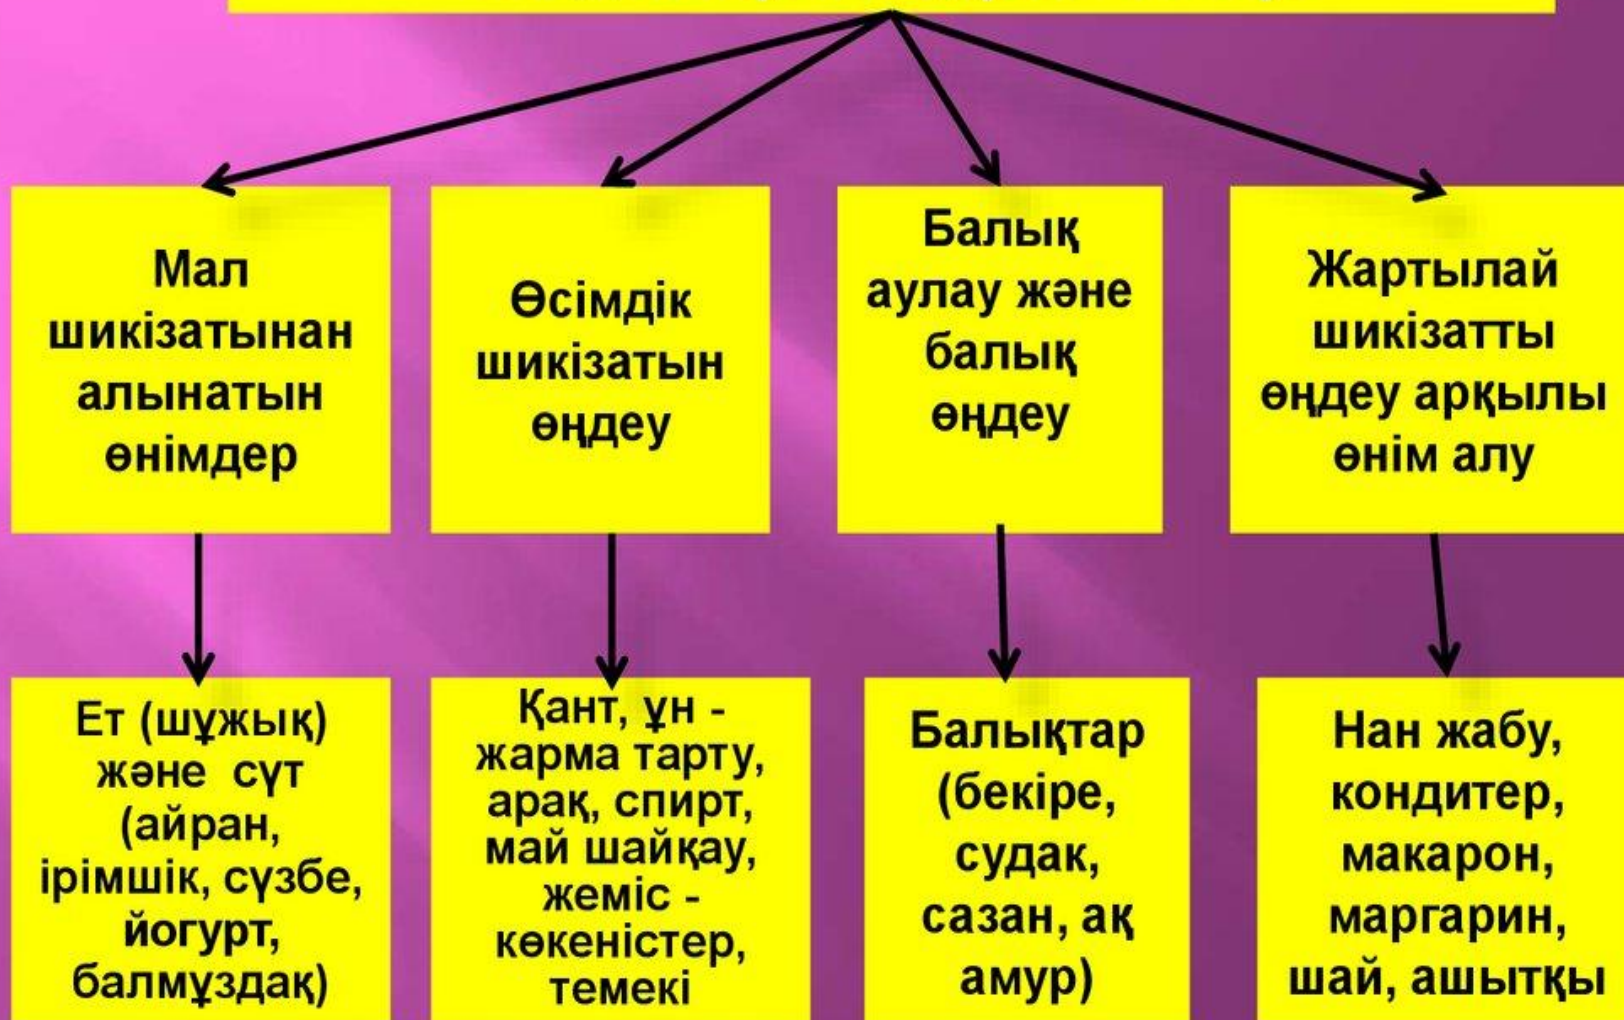 Мал
шикізатынан
алынатын
өнімдер
Өсімдік
шикізатын
өңдеу
Балық
аулау және
балық
өңдеу
Жартылай
шикізатты
өңдеу арқылы
өнім алу
Ет (шұжық)
және сүт
(айран,
ірімшік, сүзбе,
йогурт,
балмұздақ)
Қант, ұн -
жарма тарту,
арақ, спирт,
май шайқау,
жеміс -
көкеністер,
темекі
Балықтар
(бекіре,
судак,
сазан, ақ
амур)
Нан жабу,
кондитер,
макарон,
маргарин,
шай, ашытқы